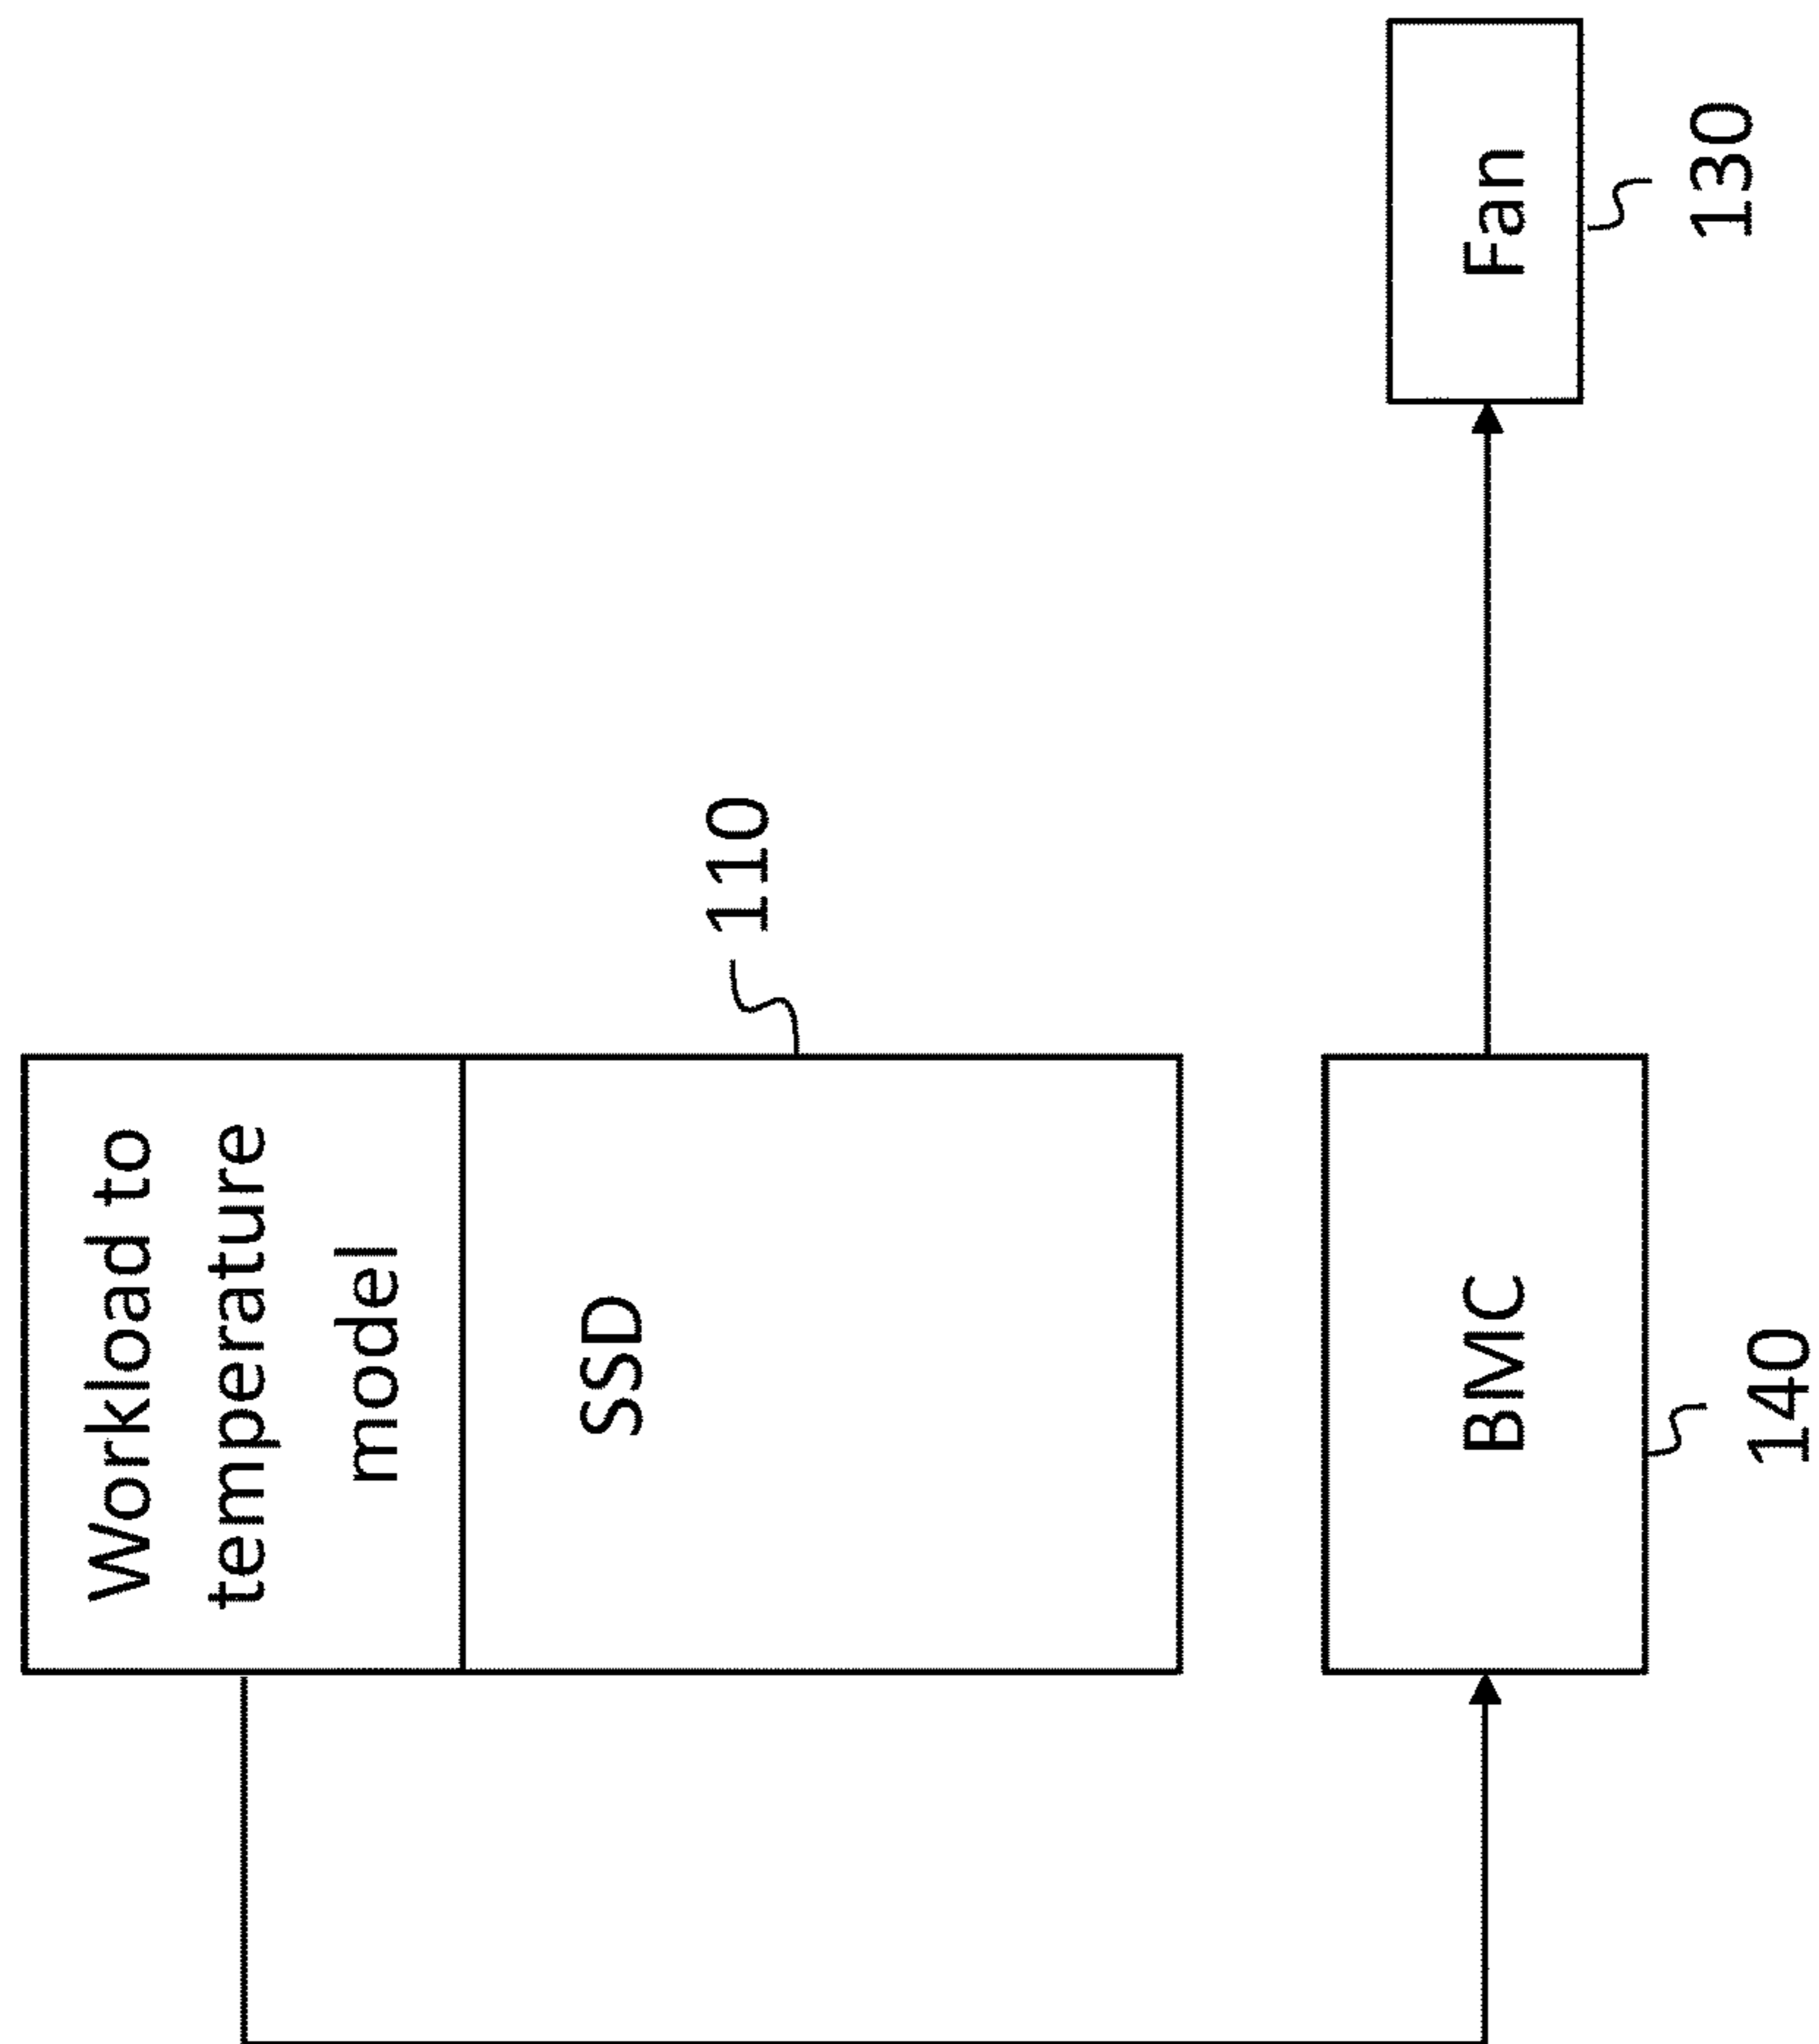 Workload to
temperature
model
SSD
110
BMC
140
Fan
130